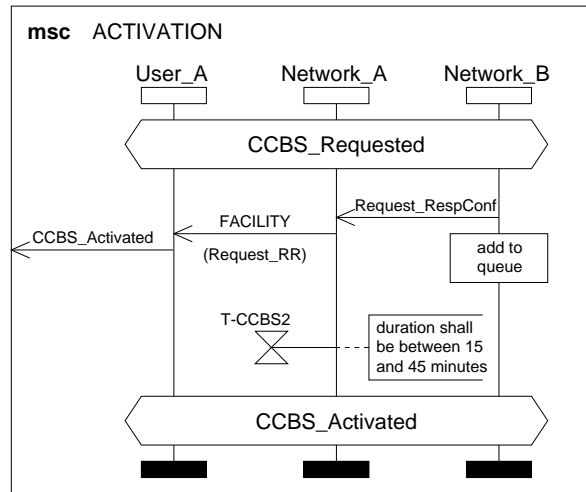 msc ACTIVATION
User_A Network_A Network_B
CCBS_Requested
Request_RespConf
FACILITY
CCBS_Activated
(Request_RR)
add to
queue
T-CCBS2
duration shall
be between 15
and 45 minutes
CCBS_Activated